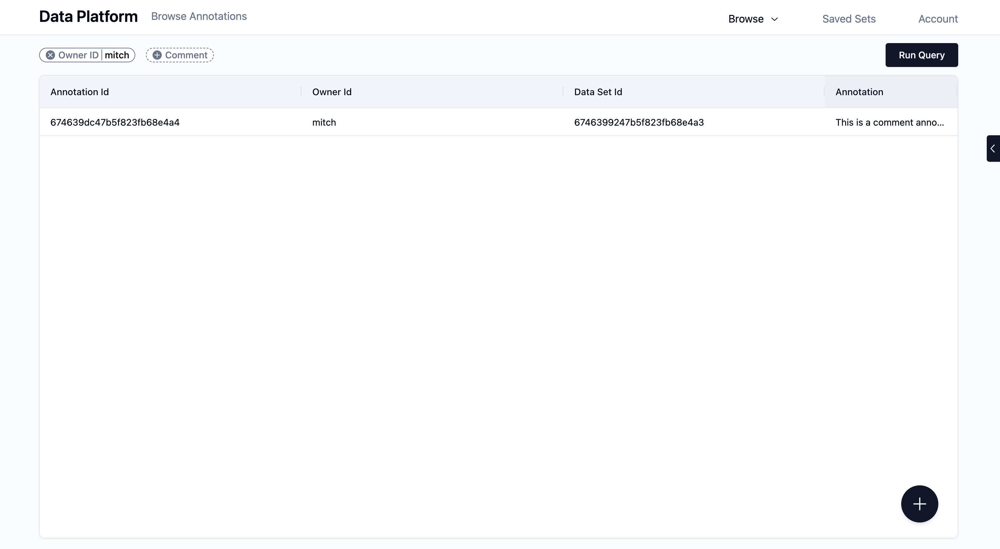 Data Platform Browse Annotations Browse Saved Sets Account
Owner ID mitch Comment Run Query
Annotation Id Owner Id Data Set Id Annotation
674639dc47b5f823fb68e4a4 mitch 6746399247b5f823fb68e4a3 This is a comment anno...